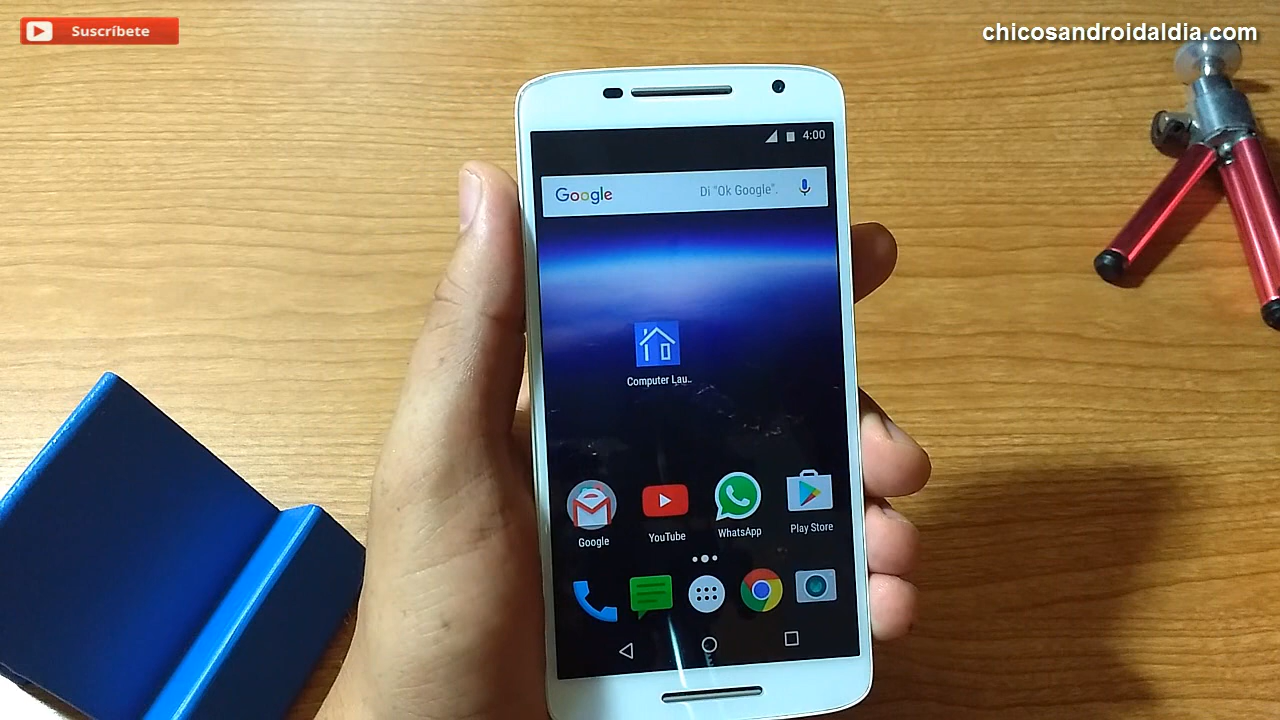 Suscríbete
chicosandroidaldia.com
4:00
Google
Di "Ok Google".
Computer Lau..
Google
YouTube
WhatsApp
Play Store